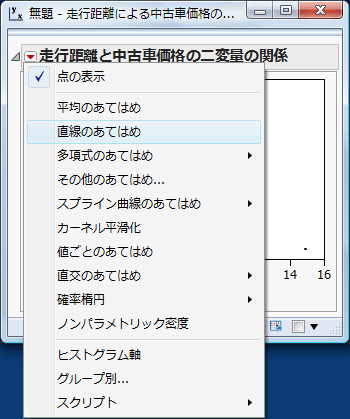 無題 - 走行距離による中古車価格の...
走行距離と中古車価格の二変量の関係
点の表示
平均のあてはめ
直線のあてはめ
多項式のあてはめ
その他のあてはめ...
スプライン曲線のあてはめ
カーネル平滑化
値ごとのあてはめ
直交のあてはめ
確率楕円
ノンパラメトリック密度
ヒストグラム軸
グループ別...
スクリプト
14 16